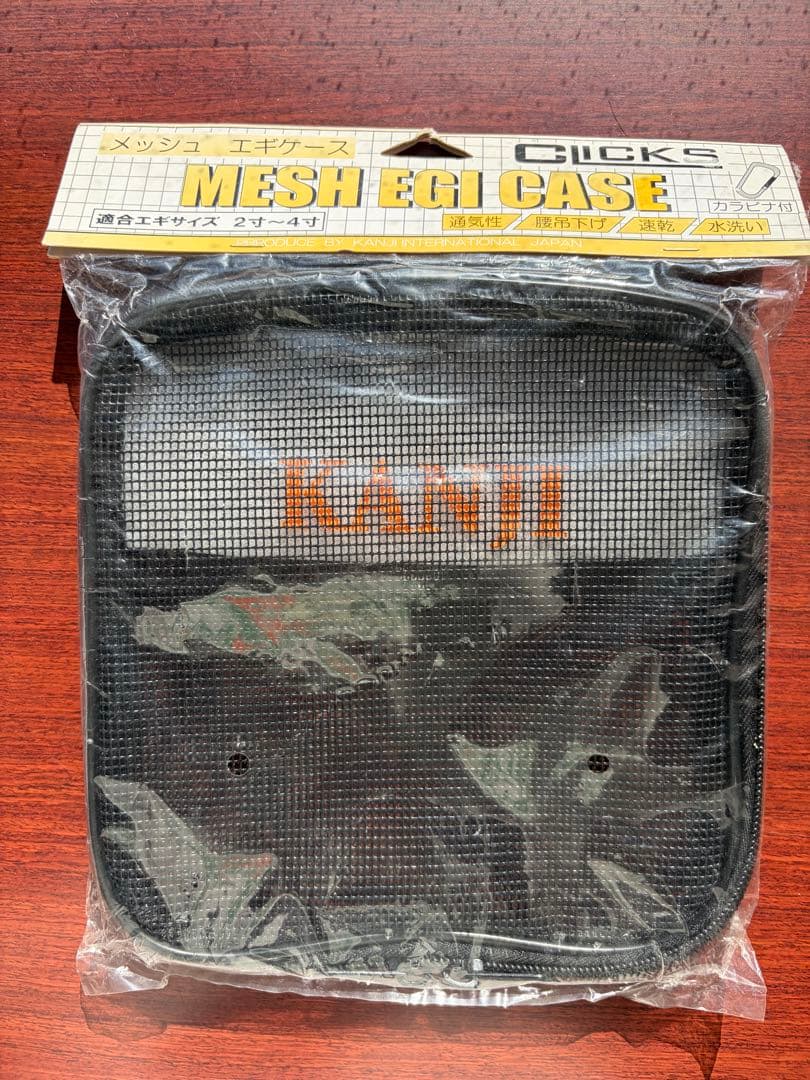 メッシュ エギケース
CLICKS
MESH EGI CASE
カラビナ付
適合エギサイズ 2寸～4寸
通気性 腰吊下げ 速乾 水洗い
PPRODUCE BY KANJI INTERNATIONAL JAPAN
KANJI